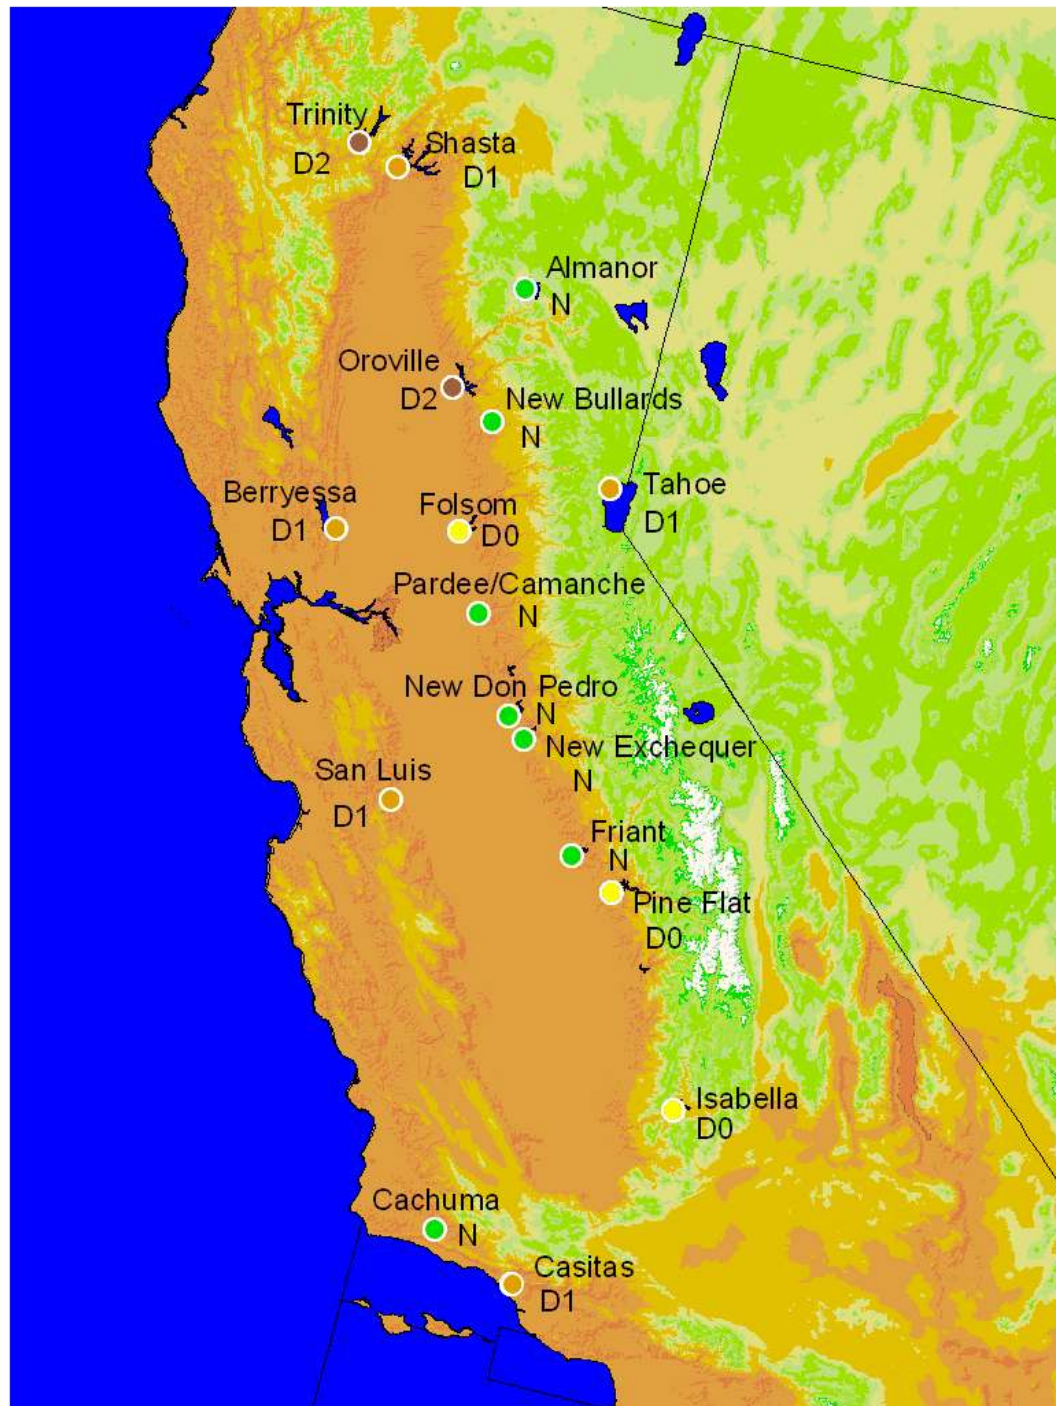 Trinity
D2
Shasta
D1
Almanor
N
Oroville
D2
New Bullards
N
Tahoe
D1
Berryessa
D1
Folsom
D0
Pardee/Camanche
N
New Don Pedro
N
New Exchequer
N
San Luis
D1
Friant
N
Pine Flat
D0
Isabella
D0
Cachuma
N
Casitas
D1